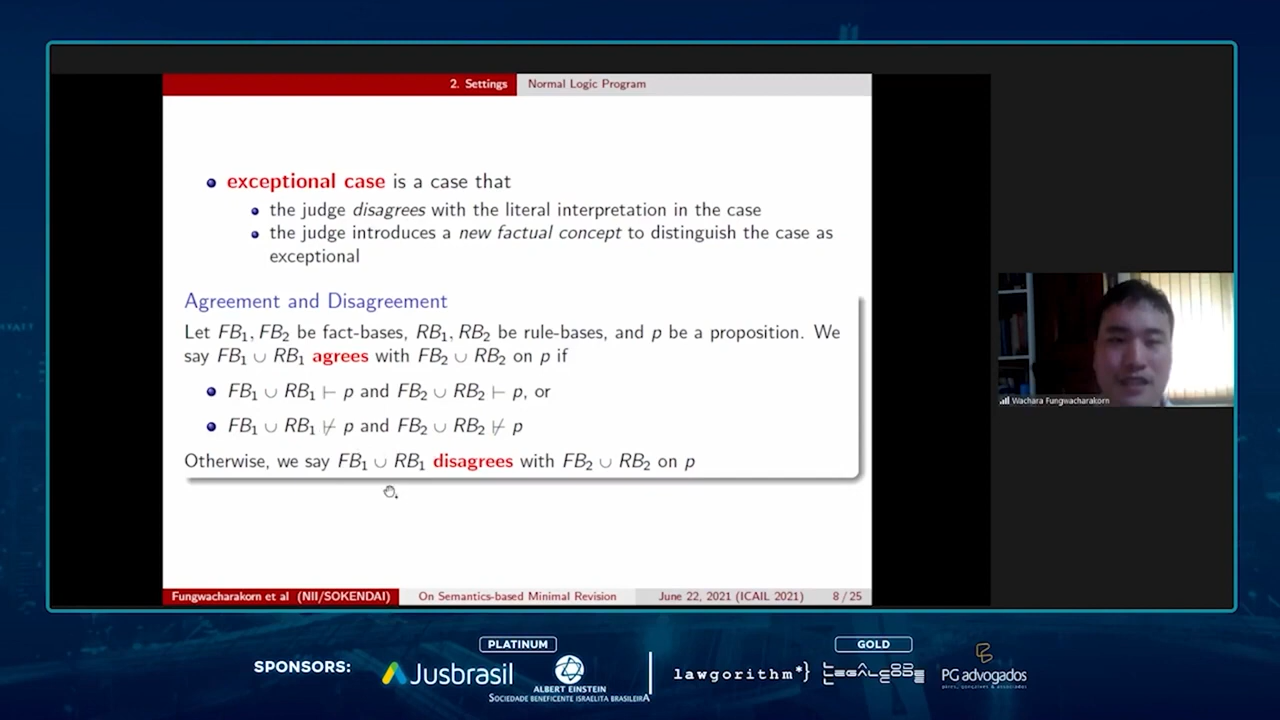 2. Settings
Normal Logic Program
exceptional case is a case that
the judge disagrees with the literal interpretation in the case
the judge introduces a new factual concept to distinguish the case as
exceptional
Agreement and Disagreement
Let FB₁, FB₂ be fact-bases, RB₁, RB₂ be rule-bases, and p be a proposition. We
say FB₁ ∪ RB₁ agrees with FB₂ ∪ RB₂ on p if
FB₁ ∪ RB₁ ⊢ p and FB₂ ∪ RB₂ ⊢ p, or
FB₁ ∪ RB₁ ⊬ p and FB₂ ∪ RB₂ ⊬ p
Otherwise, we say FB₁ ∪ RB₁ disagrees with FB₂ ∪ RB₂ on p
Wachara Fungwacharakorn
Fungwacharakorn et al (NII/SOKENDAI)
On Semantics-based Minimal Revision
June 22, 2021 (ICAIL 2021)
8 / 25
PLATINUM
GOLD
SPONSORS:
Jusbrasil
ALBERT EINSTEIN
SOCIEDADE BENEFICENTE ISRAELITA BRASILEIRA
lawgorithm*}
LEGALCODE
PG advogados